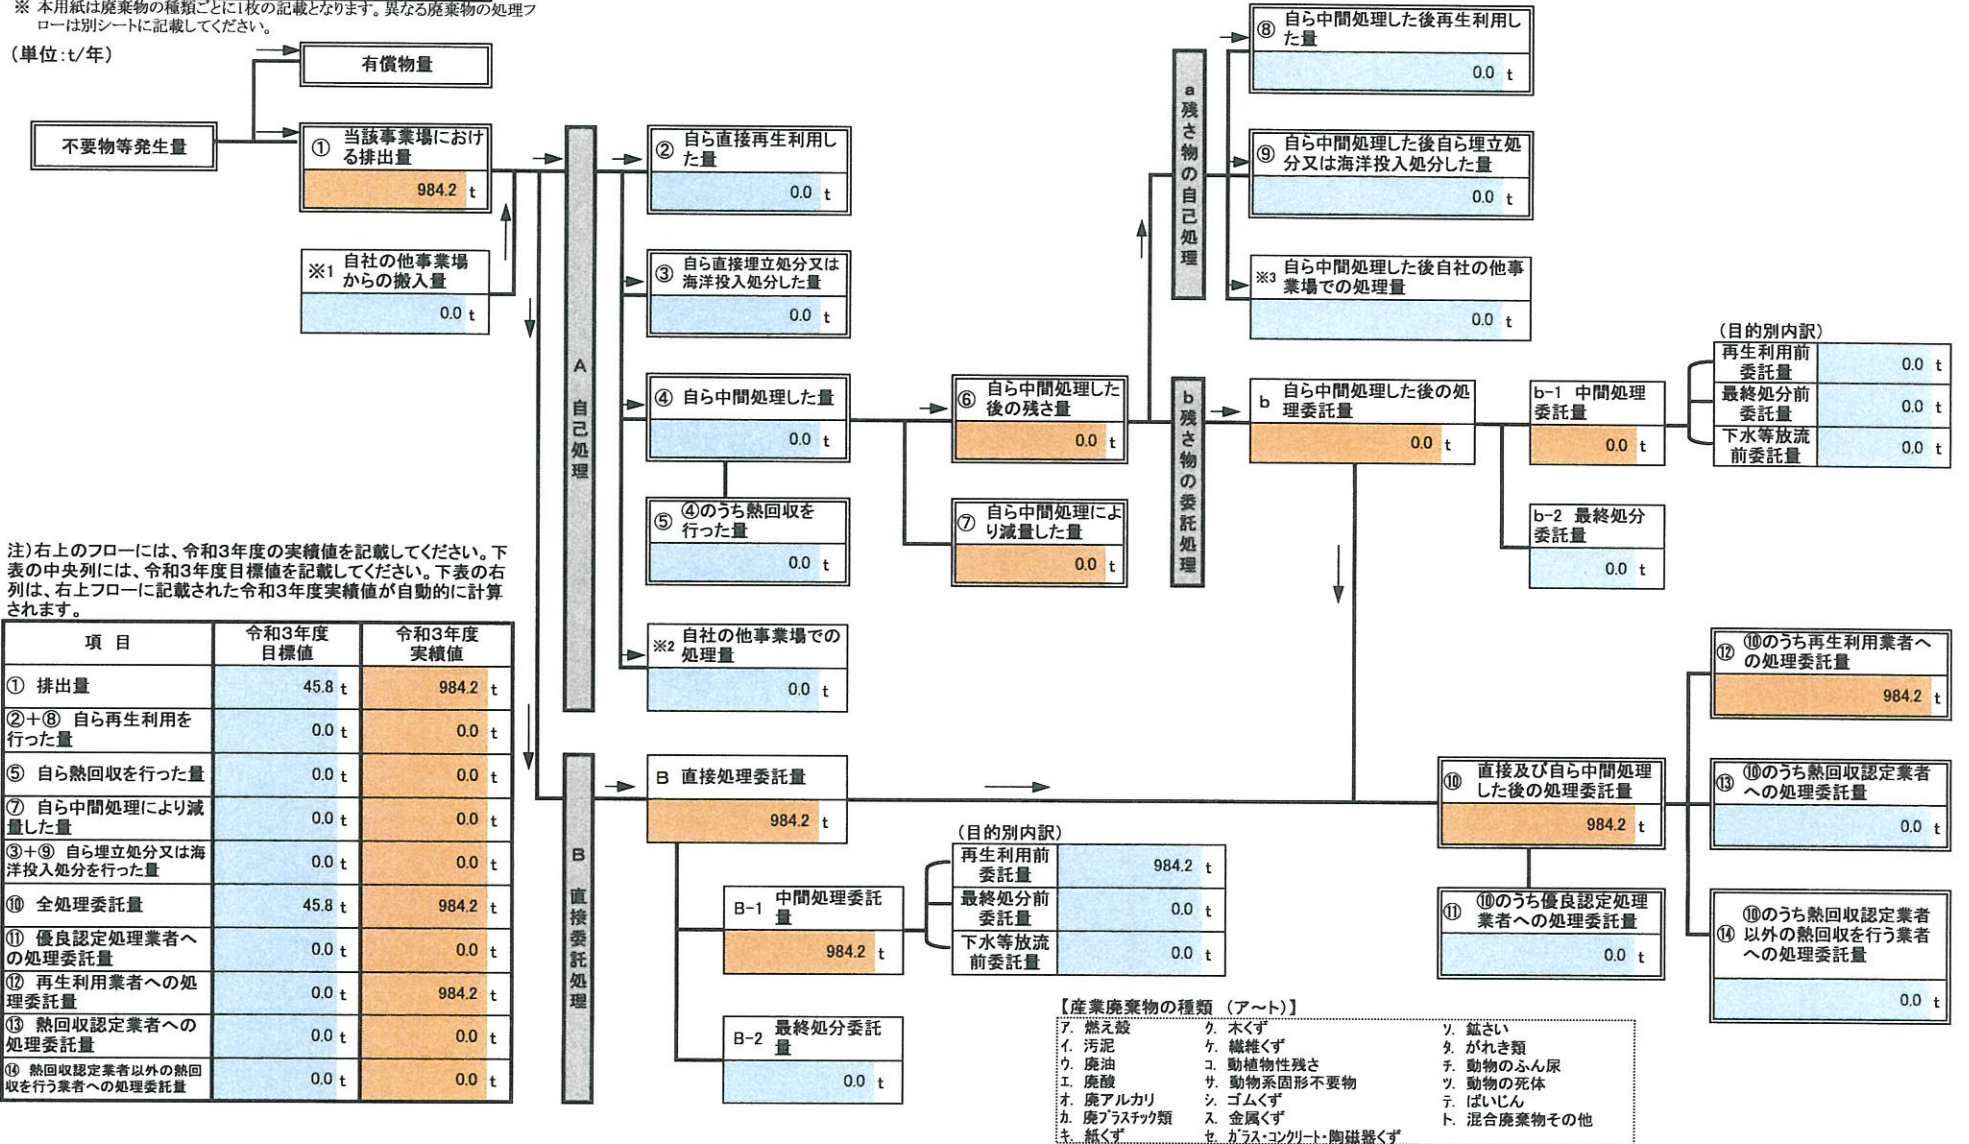 ※ 本用紙は廃棄物の種類ごとに1枚の記載となります。異なる廃棄物の処理フ
ローは別シートに記載してください。
(単位:t/年)
有償物量
不要物等発生量
① 当該事業場におけ
る排出量
984.2 t
※1 自社の他事業場
からの搬入量
0.0 t
A 自己処理
② 自ら直接再生利用し
た量
0.0 t
③ 自ら直接埋立処分又は
海洋投入処分した量
0.0 t
④ 自ら中間処理した量
0.0 t
⑤ ④のうち熱回収を
行った量
0.0 t
※2 自社の他事業場での
処理量
0.0 t
⑥ 自ら中間処理した
後の残さ量
0.0 t
⑦ 自ら中間処理によ
り減量した量
0.0 t
a 残さ物の自己処理
⑧ 自ら中間処理した後再生利用し
た量
0.0 t
⑨ 自ら中間処理した後自ら埋立処
分又は海洋投入処分した量
0.0 t
※3 自ら中間処理した後自社の他事
業場での処理量
0.0 t
b 残さ物の委託処理
b 自ら中間処理した後の処
理委託量
0.0 t
b-1 中間処理
委託量
0.0 t
(目的別内訳)
再生利用前
委託量
0.0 t
最終処分前
委託量
0.0 t
下水等放流
前委託量
0.0 t
b-2 最終処分
委託量
0.0 t
注)右上のフローには、令和3年度の実績値を記載してください。下
表の中央列には、令和3年度目標値を記載してください。下表の右
列は、右上フローに記載された令和3年度実績値が自動的に計算
されます。
項 目
令和3年度
目標値
令和3年度
実績値
① 排出量
45.8 t
984.2 t
②+⑧ 自ら再生利用を
行った量
0.0 t
0.0 t
⑤ 自ら熱回収を行った量
0.0 t
0.0 t
⑦ 自ら中間処理により減
量した量
0.0 t
0.0 t
③+⑨ 自ら埋立処分又は海
洋投入処分を行った量
0.0 t
0.0 t
⑩ 全処理委託量
45.8 t
984.2 t
⑪ 優良認定処理業者へ
の処理委託量
0.0 t
0.0 t
⑫ 再生利用業者への処
理委託量
0.0 t
984.2 t
⑬ 熱回収認定業者への
処理委託量
0.0 t
0.0 t
⑭ 熱回収認定業者以外の熱回
収を行う業者への処理委託量
0.0 t
0.0 t
B 直接委託処理
B 直接処理委託量
984.2 t
B-1 中間処理委託
量
984.2 t
(目的別内訳)
再生利用前
委託量
984.2 t
最終処分前
委託量
0.0 t
下水等放流
前委託量
0.0 t
B-2 最終処分委託
量
0.0 t
⑩ 直接及び自ら中間処理
した後の処理委託量
984.2 t
⑪ ⑩のうち優良認定処理
業者への処理委託量
0.0 t
⑫ ⑩のうち再生利用業者へ
の処理委託量
984.2 t
⑬ ⑩のうち熱回収認定業者
への処理委託量
0.0 t
⑭ ⑩のうち熱回収認定業者
以外の熱回収を行う業者
への処理委託量
0.0 t
【産業廃棄物の種類 (ア～ト)】
ア. 燃え殻
イ. 汚泥
ウ. 廃油
エ. 廃酸
オ. 廃アルカリ
カ. 廃プラスチック類
キ. 紙くず
ク. 木くず
ケ. 繊維くず
コ. 動植物性残さ
サ. 動物系固形不要物
シ. ゴムくず
ス. 金属くず
セ. ガラス・コンクリート・陶磁器くず
ソ. 鉱さい
タ. がれき類
チ. 動物のふん尿
ツ. 動物の死体
テ. ばいじん
ト. 混合廃棄物その他